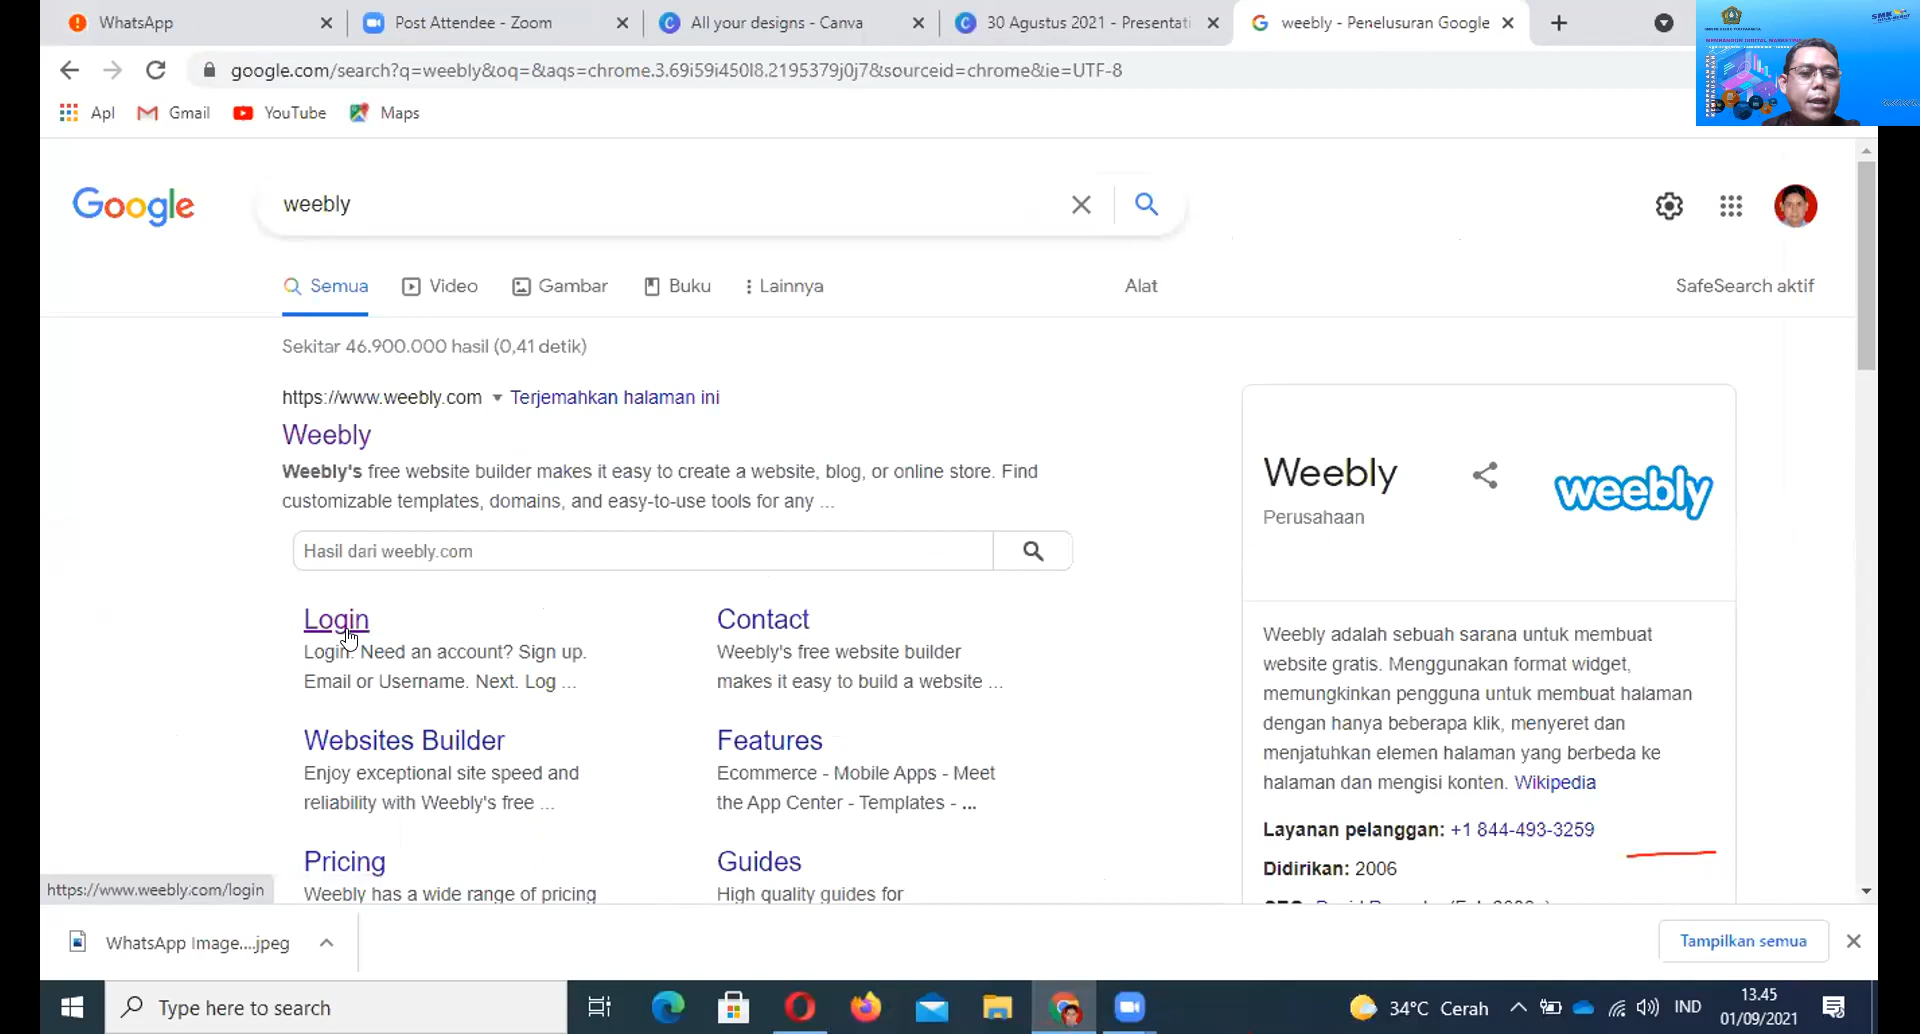 WhatsApp
Post Attendee - Zoom
All your designs - Canva
30 Agustus 2021 - Presentati
weebly - Penelusuran Google
google.com/search?q=weebly&oq=&aqs=chrome.3.69i59i450l8.2195379j0j7&sourceid=chrome&ie=UTF-8
Apl
Gmail
YouTube
Maps
Google
weebly
Semua
Video
Gambar
Buku
Lainnya
Alat
SafeSearch aktif
Sekitar 46.900.000 hasil (0,41 detik)
https://www.weebly.com
Terjemahkan halaman ini
Weebly
Weebly's free website builder makes it easy to create a website, blog, or online store. Find
customizable templates, domains, and easy-to-use tools for any ...
Hasil dari weebly.com
Login
Login. Need an account? Sign up.
Email or Username. Next. Log ...
Contact
Weebly's free website builder
makes it easy to build a website ...
Websites Builder
Enjoy exceptional site speed and
reliability with Weebly's free ...
Features
Ecommerce - Mobile Apps - Meet
the App Center - Templates - ...
Pricing
Weebly has a wide range of pricing
Guides
High quality guides for
Weebly
Perusahaan
weebly
Weebly adalah sebuah sarana untuk membuat
website gratis. Menggunakan format widget,
memungkinkan pengguna untuk membuat halaman
dengan hanya beberapa klik, menyeret dan
menjatuhkan elemen halaman yang berbeda ke
halaman dan mengisi konten. Wikipedia
Layanan pelanggan: +1 844-493-3259
Didirikan: 2006
https://www.weebly.com/login
WhatsApp Image....jpeg
Tampilkan semua
Type here to search
34°C Cerah
IND
13.45
01/09/2021